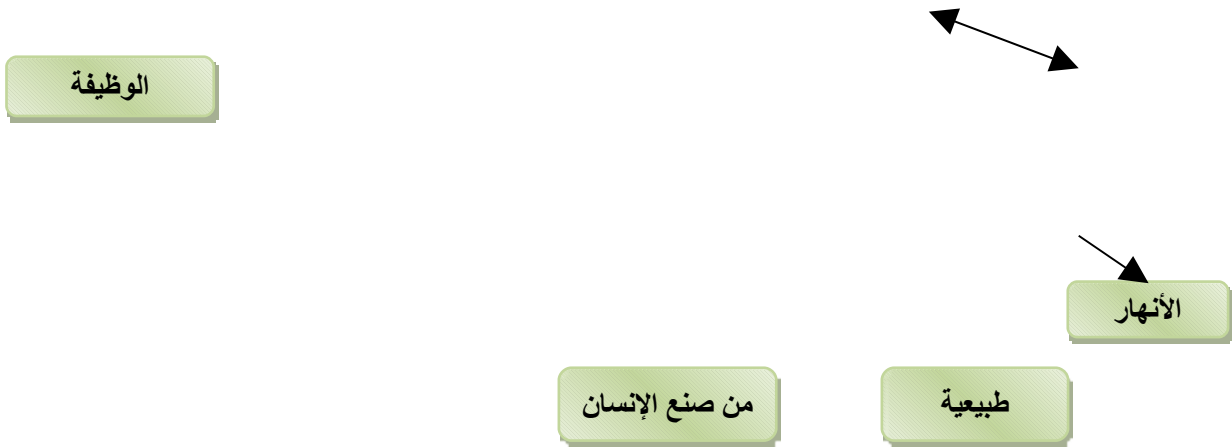 الوظيفة
الأنهار
طبيعية
من صنع الإنسان